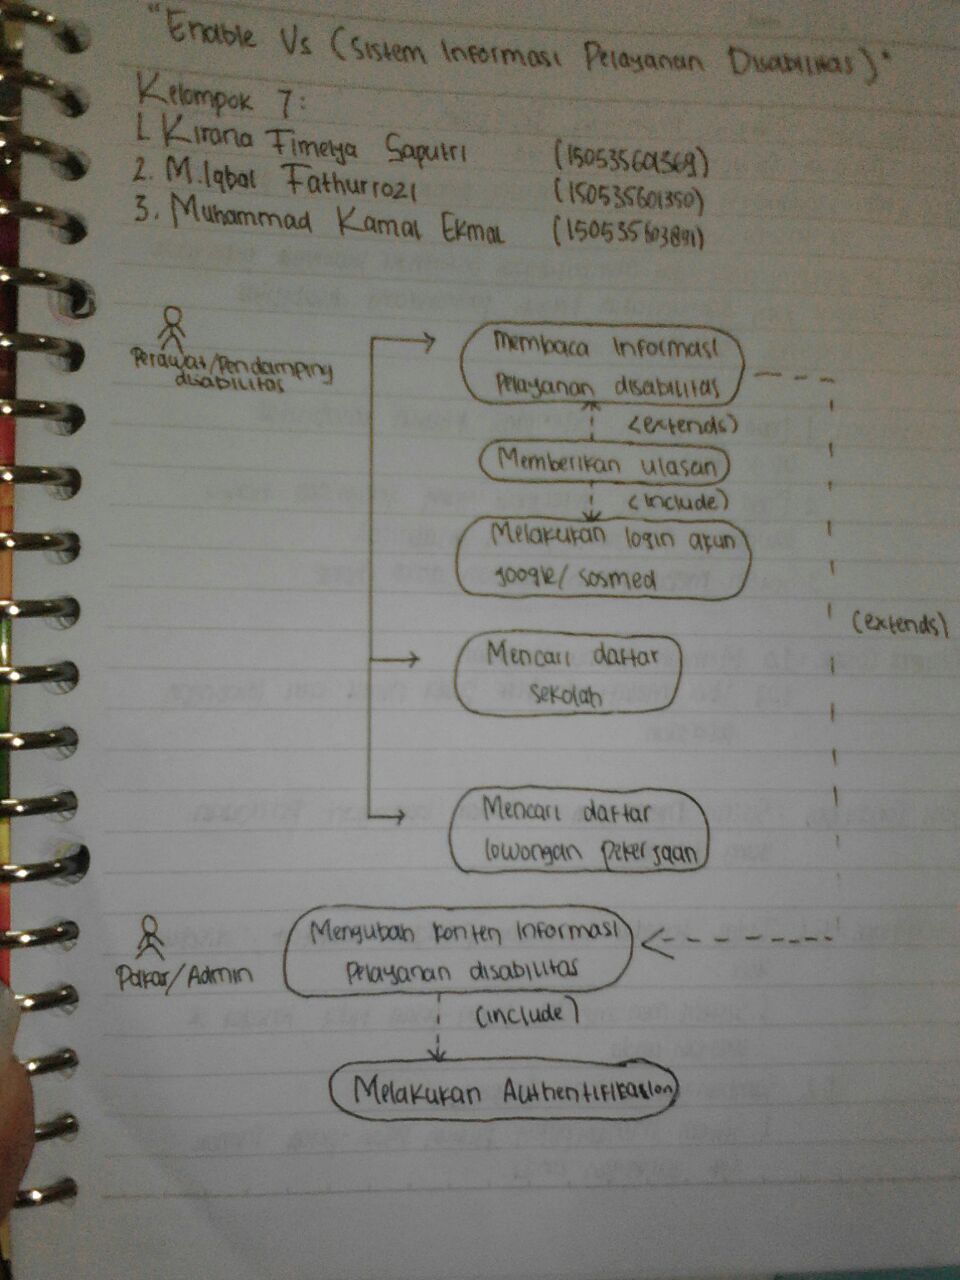 "Enable Vs (Sistem Informasi Pelayanan Disabilitas)"
Kelompok 7:
1. Kirana Fimelya Saputri (150535601369)
2. M.Iqbal Fathurrozi (150535601350)
3. Muhammad Kamal Ekmal (150535603891)
Perawat/Pendamping
disabilitas
Membaca Informasi
Pelayanan disabilitas
<extends>
Memberikan ulasan
<include>
Melakukan login akun
google/sosmed
(extends)
Mencari daftar
sekolah
Mencari daftar
lowongan pekerjaan
Pakar/Admin
Mengubah konten Informasi
Pelayanan disabilitas
(include)
Melakukan Authentifikasion